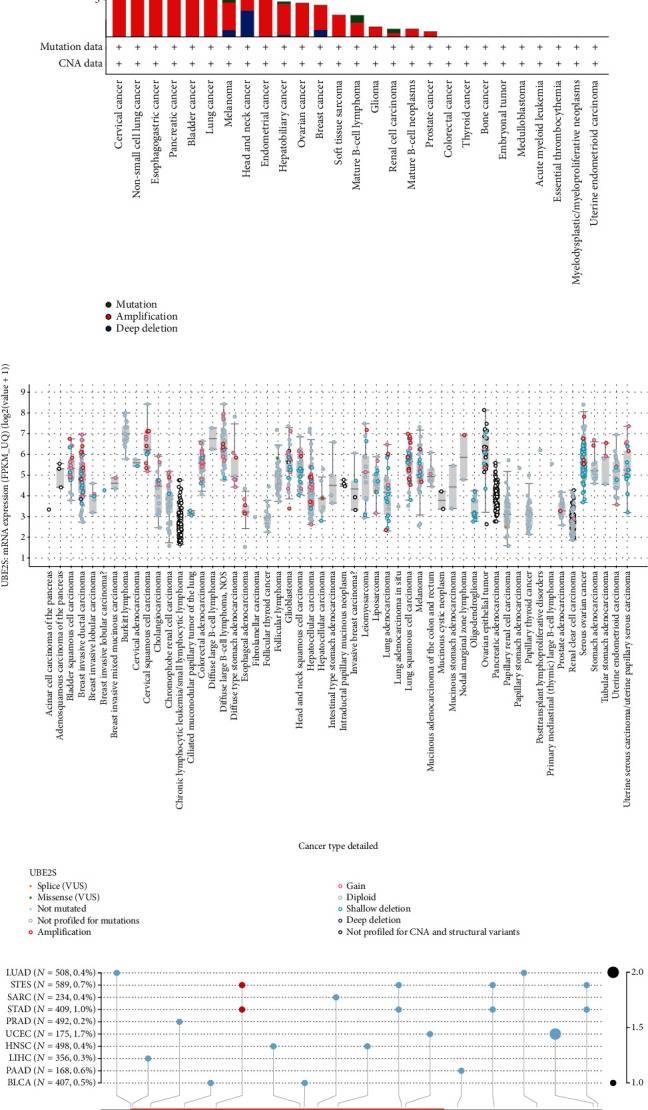 5
Mutation data + + + + + + + + + + + + + + + + + + + + + + + + + + +
CNA data + + + + + + + + + + + + + + + + + + + + + + + + + + +
Cervical cancer
Non-small cell lung cancer
Esophagogastric cancer
Pancreatic cancer
Bladder cancer
Lung cancer
Melanoma
Head and neck cancer
Endometrial cancer
Hepatobiliary cancer
Ovarian cancer
Breast cancer
Soft tissue sarcoma
Mature B-cell lymphoma
Glioma
Renal cell carcinoma
Mature B-cell neoplasms
Prostate cancer
Colorectal cancer
Thyroid cancer
Bone cancer
Embryonal tumor
Medulloblastoma
Acute myeloid leukemia
Essential thrombocythemia
Myelodysplastic/myeloproliferative neoplasms
Uterine endometrioid carcinoma
Mutation
Amplification
Deep deletion
UBE2S: mRNA expression (FPKM_UQ) (log2(value + 1))
9
8
7
6
5
4
3
2
1
Acinar cell carcinoma of the pancreas
Adenosquamous carcinoma of the pancreas
Bladder squamous cell carcinoma
Breast invasive ductal carcinoma
Breast invasive lobular carcinoma
Breast invasive lobular carcinoma?
Breast invasive mixed mucinous carcinoma
Burkitt lymphoma
Cervical adenocarcinoma
Cervical squamous cell carcinoma
Cholangiocarcinoma
Chromophobe renal cell carcinoma
Chronic lymphocytic leukemia/small lymphocytic lymphoma
Ciliated muconodular papillary tumor of the lung
Colorectal adenocarcinoma
Diffuse large B-cell lymphoma
Diffuse large B-cell lymphoma, NOS
Diffuse type stomach adenocarcinoma
Esophageal adenocarcinoma
Fibrolamellar carcinoma
Follicular thyroid cancer
Follicular lymphoma
Glioblastoma
Head and neck squamous cell carcinoma
Hepatocellular carcinoma
Hepatocellular carcinoma
Intestinal type stomach adenocarcinoma
Intraductal papillary mucinous neoplasm
Invasive breast carcinoma?
Leiomyosarcoma
Liposarcoma
Lung adenocarcinoma
Lung adenocarcinoma in situ
Lung squamous cell carcinoma
Melanoma
Mucinous adenocarcinoma of the colon and rectum
Mucinous cystic neoplasm
Mucinous stomach adenocarcinoma
Nodal marginal zone lymphoma
Oligodendroglioma
Ovarian epithelial tumor
Pancreatic adenocarcinoma
Papillary renal cell carcinoma
Papillary stomach adenocarcinoma
Papillary thyroid cancer
Posttransplant lymphoproliferative disorders
Primary mediastinal (thymic) large B-cell lymphoma
Prostate adenocarcinoma
Renal clear cell carcinoma
Serous ovarian cancer
Stomach adenocarcinoma
Tubular stomach adenocarcinoma
Uterine endometrioid carcinoma
Uterine serous carcinoma/uterine papillary serous carcinoma
Cancer type detailed
UBE2S
Splice (VUS)
Missense (VUS)
Not mutated
Not profiled for mutations
Amplification
Gain
Diploid
Shallow deletion
Deep deletion
Not profiled for CNA and structural variants
LUAD (N = 508, 0.4%)
STES (N = 589, 0.7%)
SARC (N = 234, 0.4%)
STAD (N = 409, 1.0%)
PRAD (N = 492, 0.2%)
UCEC (N = 175, 1.7%)
HNSC (N = 498, 0.4%)
LIHC (N = 356, 0.3%)
PAAD (N = 168, 0.6%)
BLCA (N = 407, 0.5%)
2.0
1.5
1.0